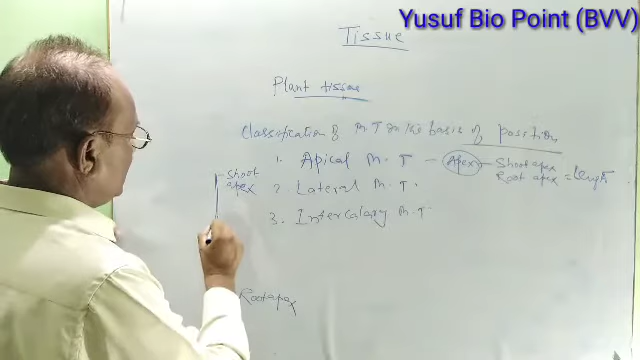 Yusuf Bio Point (BVV)
Tissue
Plant tissue
Classification of M.T on the basis of position
1. Apical M.T - Apex - Shoot apex
Root apex = length
Shoot apex
2. Lateral M.T.
3. Intercalary M.T
Root apex